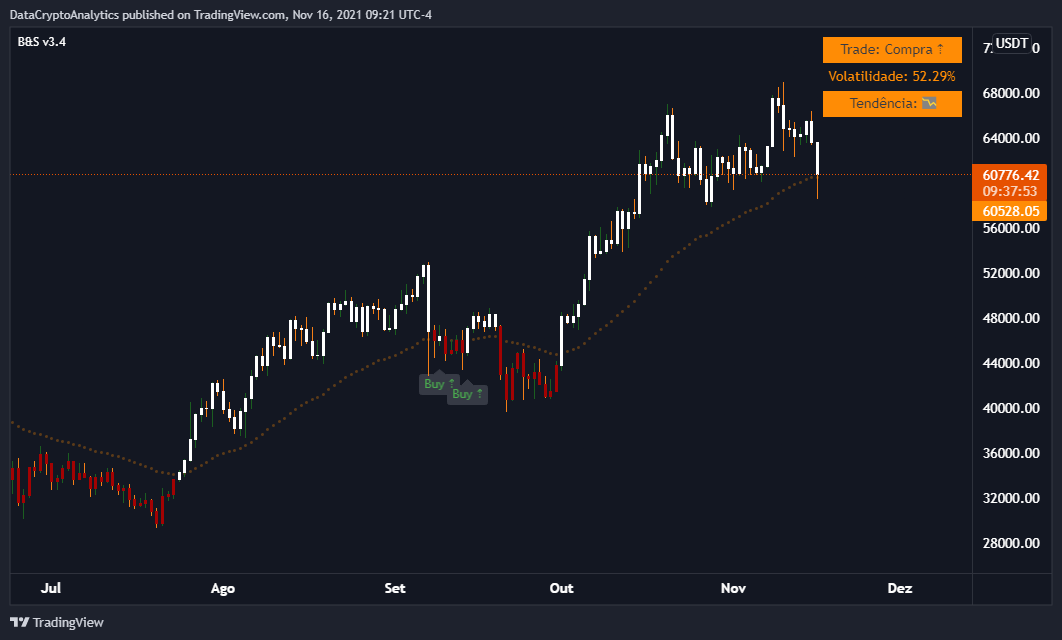 DataCryptoAnalytics published on TradingView.com, Nov 16, 2021 09:21 UTC-4
B&S v3.4
USDT
Trade: Compra ↑
Volatilidade: 52.29%
Tendência:
68000.00
64000.00
60776.42
09:37:53
60528.05
56000.00
52000.00
48000.00
44000.00
Buy ↑
Buy ↑
40000.00
36000.00
32000.00
28000.00
Jul Ago Set Out Nov Dez
TradingView